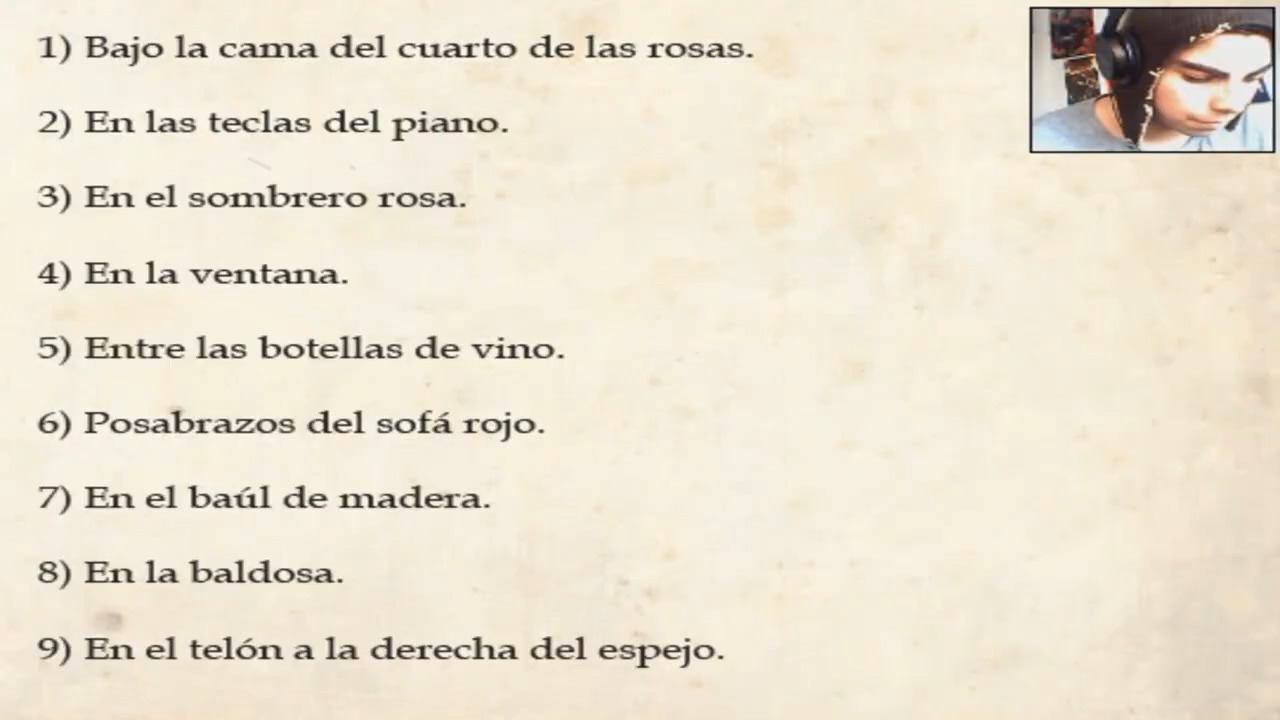 1) Bajo la cama del cuarto de las rosas.
2) En las teclas del piano.
3) En el sombrero rosa.
4) En la ventana.
5) Entre las botellas de vino.
6) Posabrazos del sofá rojo.
7) En el baúl de madera.
8) En la baldosa.
9) En el telón a la derecha del espejo.